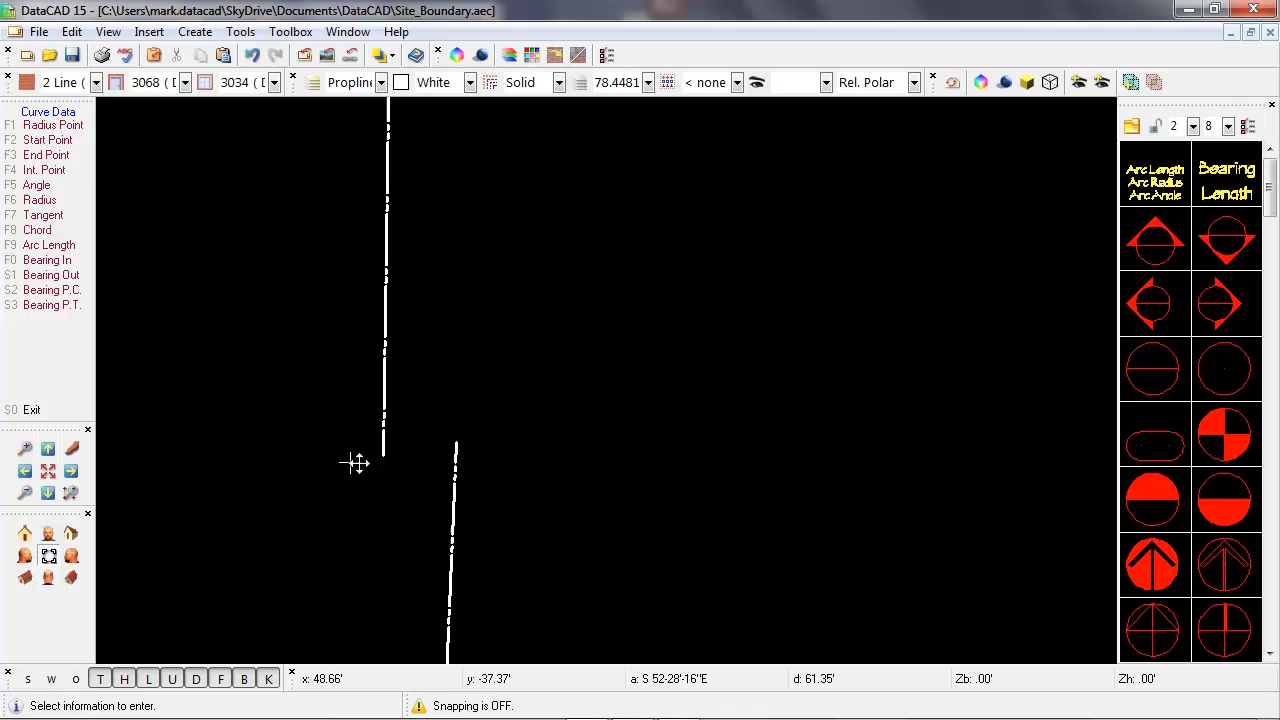 DataCAD 15 - [C:\Users\mark.datacad\SkyDrive\Documents\DataCAD\Site_Boundary.aec]
File Edit View Insert Create Tools Toolbox Window Help
2 Line ( 3068 ( D 3034 ( D Proplin White Solid 78.4481 < none Rel. Polar
Curve Data
F1 Radius Point
F2 Start Point
F3 End Point
F4 Int. Point
F5 Angle
F6 Radius
F7 Tangent
F8 Chord
F9 Arc Length
F0 Bearing In
S1 Bearing Out
S2 Bearing P.C.
S3 Bearing P.T.
S0 Exit
2 8
Arc Length
Arc Radius
Arc Angle
Bearing
Length
S W O T H L U D F B K x: 48.66' y: -37.37' a: S 52-28'-16"E d: 61.35' Zb: .00' Zh: .00'
Select information to enter. Snapping is OFF.